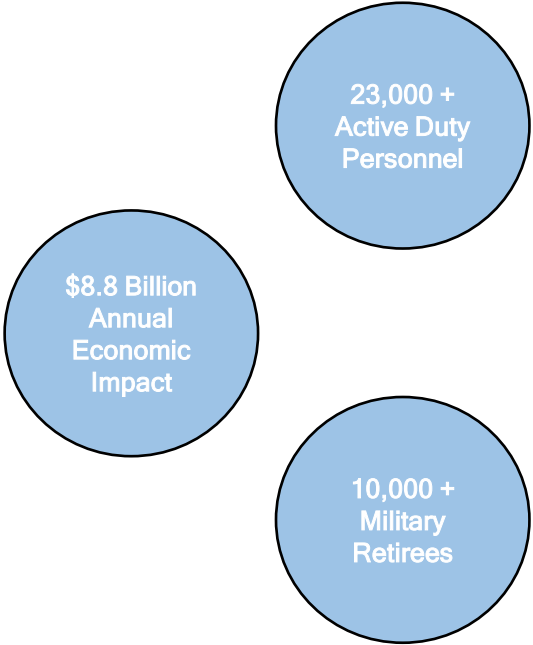 23,000 +
Active Duty
Personnel
$8.8 Billion
Annual
Economic
Impact
10,000 +
Military
Retirees